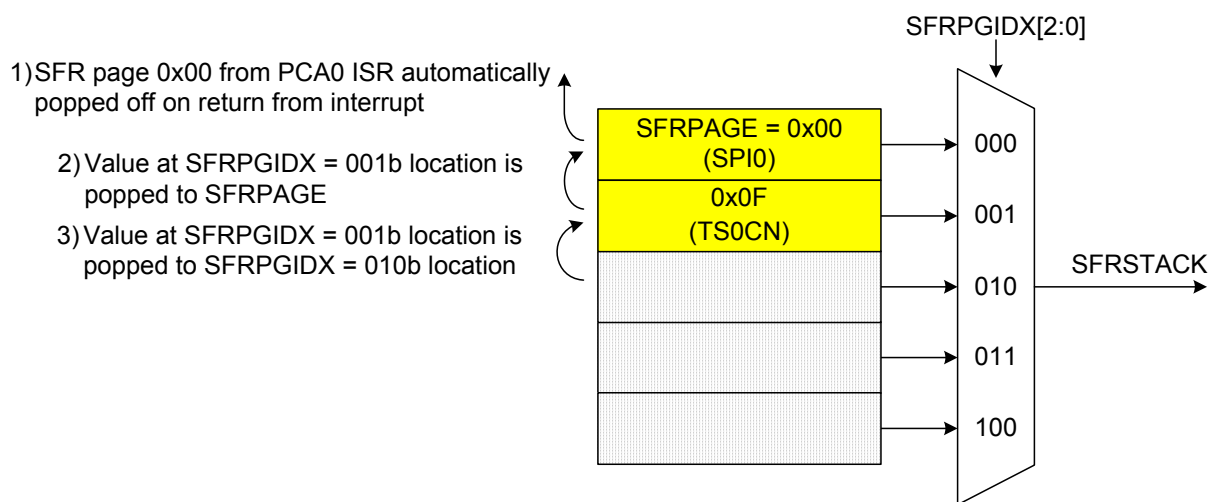 SFRPGIDX[2:0]
1) SFR page 0x00 from PCA0 ISR automatically
popped off on return from interrupt
2) Value at SFRPGIDX = 001b location is
popped to SFRPAGE
3) Value at SFRPGIDX = 001b location is
popped to SFRPGIDX = 010b location
SFRPAGE = 0x00
(SPI0)
0x0F
(TS0CN)
000
001
010
011
100
SFRSTACK